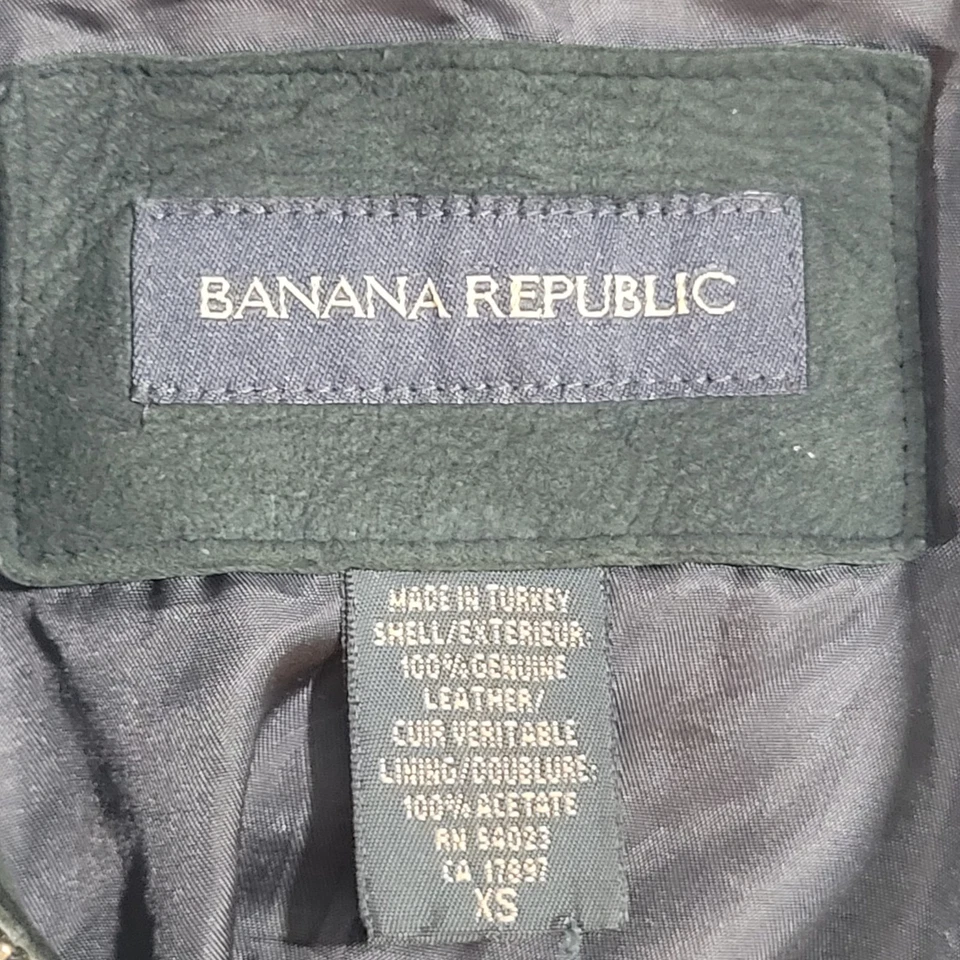 BANANA REPUBLIC
MADE IN TURKEY
SHELL/EXTERIEUR:
100% GENUINE
LEATHER/
CUIR VERITABLE
LINING/DOUBLURE:
100% ACETATE
RN 54023
CA 17897
XS